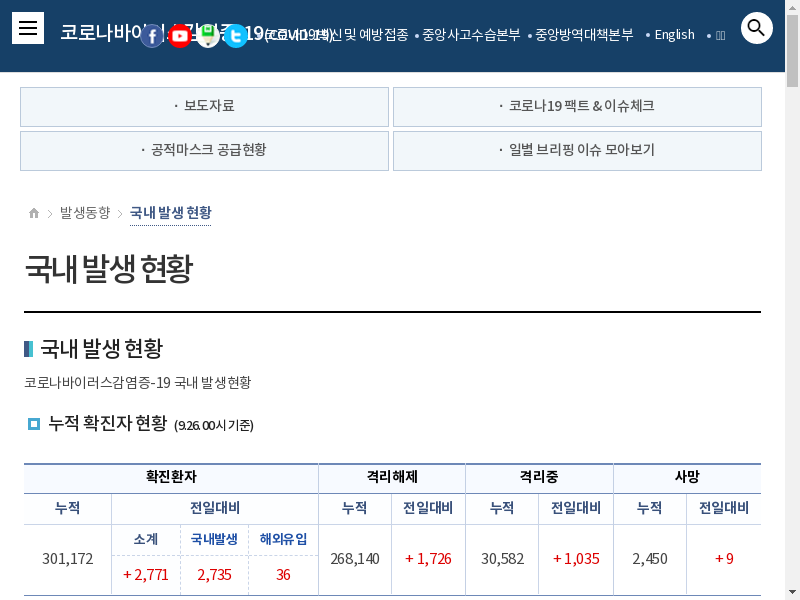 코로나바이러스감염증-19(COVID-19)
백신 및 예방접종
중앙사고수습본부
중앙방역대책본부
English
· 보도자료
· 코로나19 팩트 & 이슈체크
· 공적마스크 공급현황
· 일별 브리핑 이슈 모아보기
발생동향
국내 발생 현황
국내 발생 현황
국내 발생 현황
코로나바이러스감염증-19 국내 발생현황
누적 확진자 현황 (9.26. 00시 기준)
확진환자 격리해제 격리중 사망
누적 전일대비 누적 전일대비 누적 전일대비 누적 전일대비
소계 국내발생 해외유입
301,172 268,140 + 1,726 30,582 + 1,035 2,450 + 9
+ 2,771 2,735 36